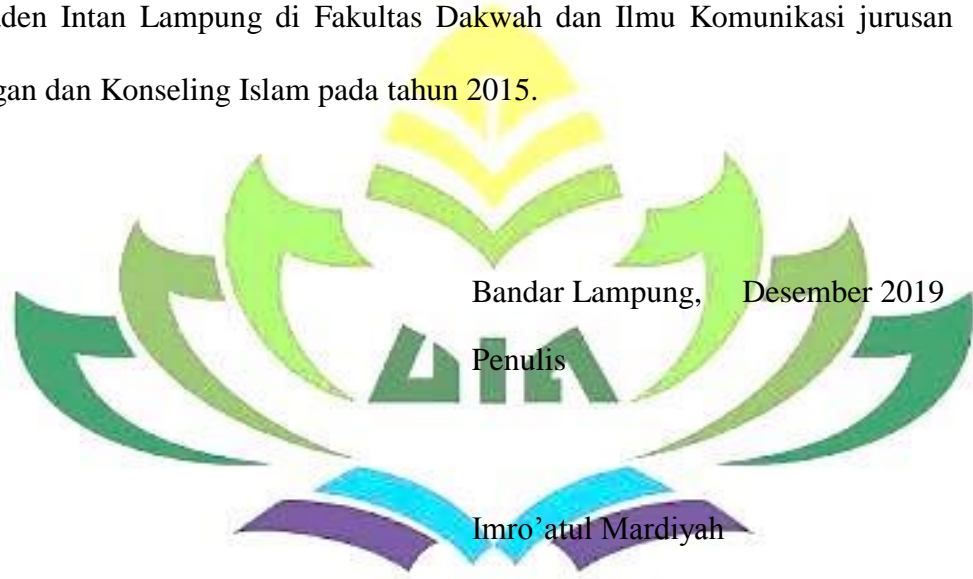 den Intan Lampung di Fakultas Dakwah dan Ilmu Komunikasi jurusan
gan dan Konseling Islam pada tahun 2015.
Bandar Lampung, Desember 2019
Penulis
UIN
Imro’atul Mardiyah